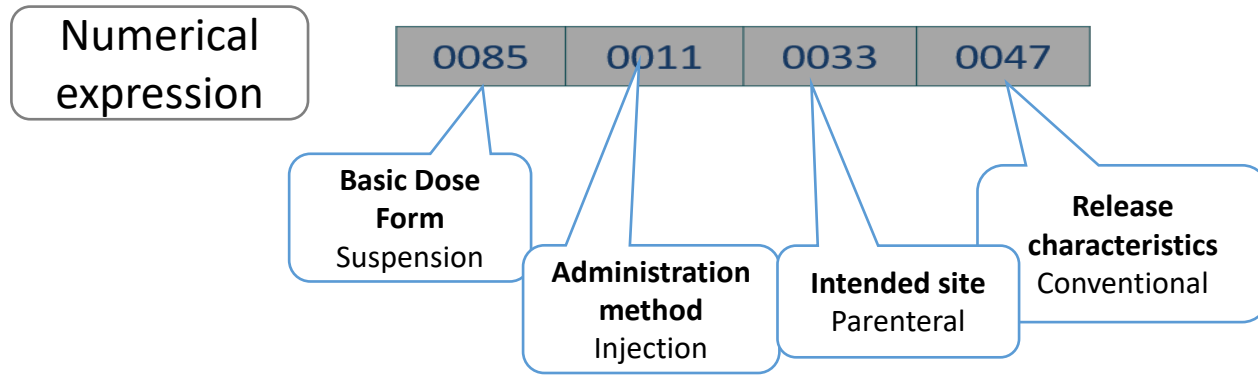 Numerical
expression
0085 0011 0033 0047
Basic Dose
Form
Suspension
Administration
method
Injection
Intended site
Parenteral
Release
characteristics
Conventional